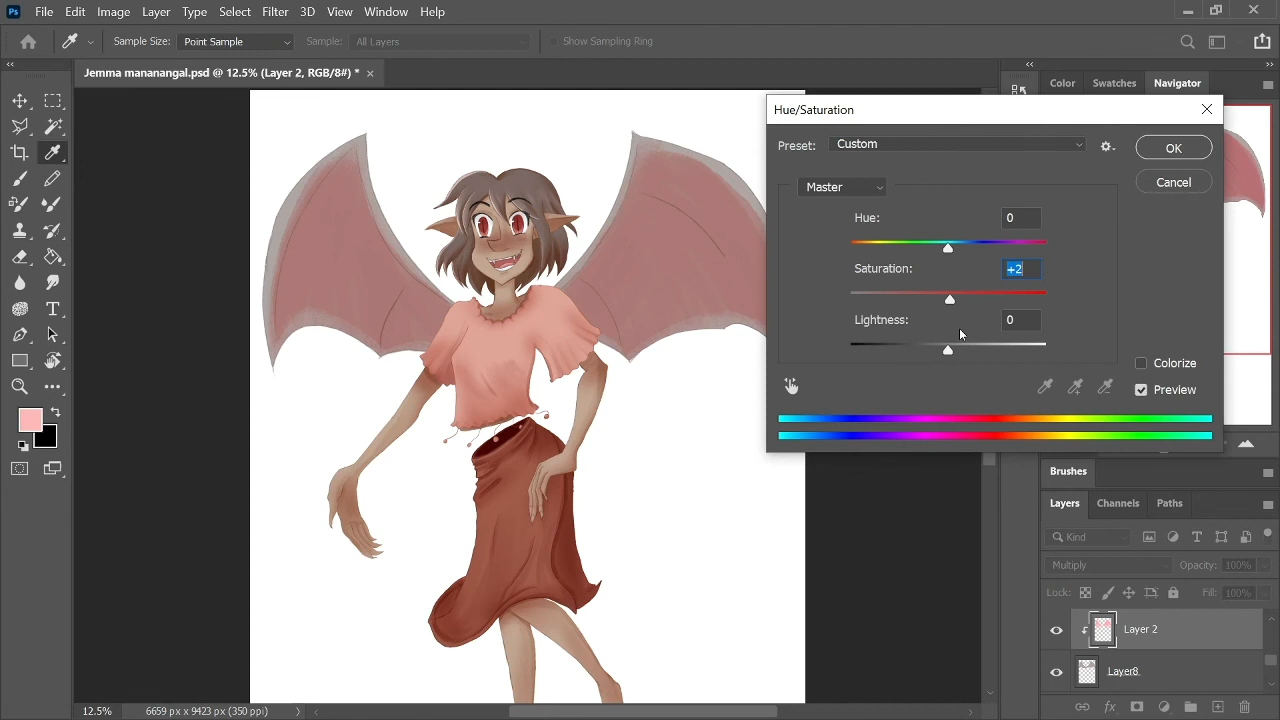 Ps File Edit Image Layer Type Select Filter 3D View Window Help
Sample Size: Point Sample Sample: All Layers Show Sampling Ring
Jemma mananangal.psd @ 12.5% (Layer 2, RGB/8#) *
Color Swatches Navigator
Hue/Saturation
Preset: Custom
OK
Master
Cancel
Hue: 0
Saturation: +2
Lightness: 0
Colorize
Preview
Brushes
Layers Channels Paths
Kind
Multiply Opacity: 100%
Lock: Fill: 100%
Layer 2
Layer8
12.5% 6659 px x 9423 px (350 ppi)